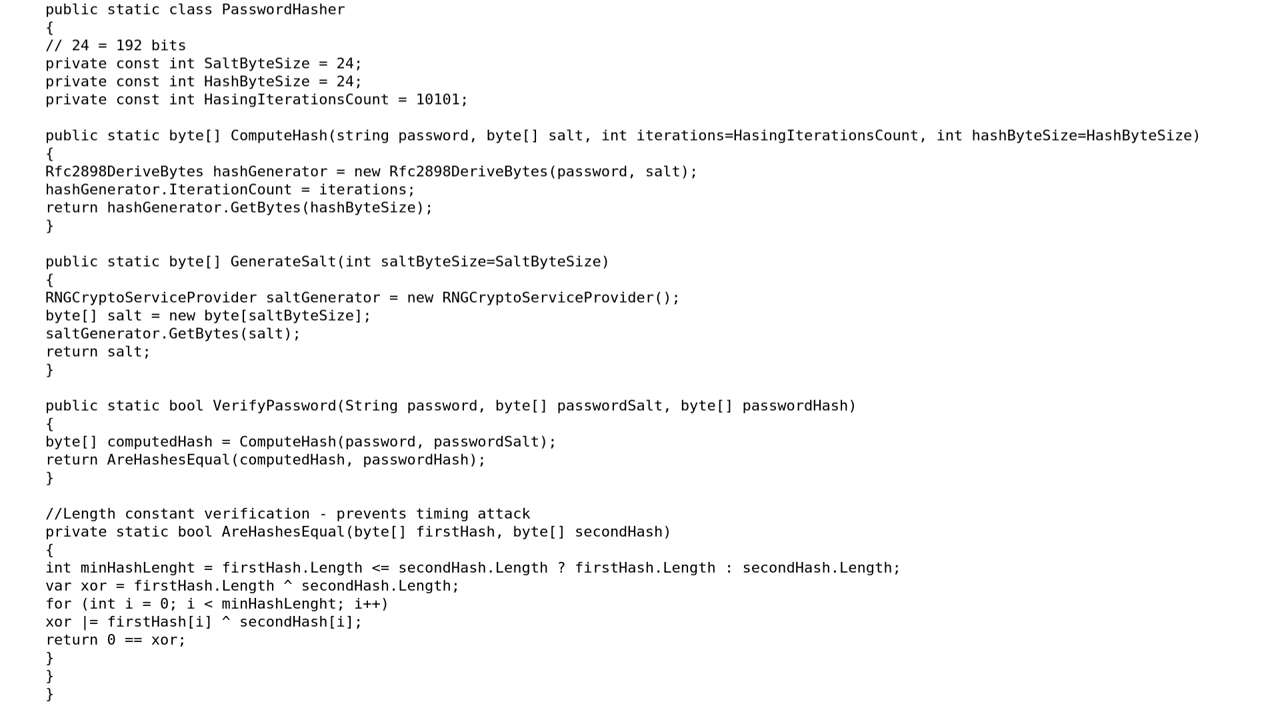 public static class PasswordHasher
{
// 24 = 192 bits
private const int SaltByteSize = 24;
private const int HashByteSize = 24;
private const int HasingIterationsCount = 10101;
public static byte[] ComputeHash(string password, byte[] salt, int iterations=HasingIterationsCount, int hashByteSize=HashByteSize)
{
Rfc2898DeriveBytes hashGenerator = new Rfc2898DeriveBytes(password, salt);
hashGenerator.IterationCount = iterations;
return hashGenerator.GetBytes(hashByteSize);
}
public static byte[] GenerateSalt(int saltByteSize=SaltByteSize)
{
RNGCryptoServiceProvider saltGenerator = new RNGCryptoServiceProvider();
byte[] salt = new byte[saltByteSize];
saltGenerator.GetBytes(salt);
return salt;
}
public static bool VerifyPassword(String password, byte[] passwordSalt, byte[] passwordHash)
{
byte[] computedHash = ComputeHash(password, passwordSalt);
return AreHashesEqual(computedHash, passwordHash);
}
//Length constant verification - prevents timing attack
private static bool AreHashesEqual(byte[] firstHash, byte[] secondHash)
{
int minHashLenght = firstHash.Length <= secondHash.Length ? firstHash.Length : secondHash.Length;
var xor = firstHash.Length ^ secondHash.Length;
for (int i = 0; i < minHashLenght; i++)
xor |= firstHash[i] ^ secondHash[i];
return 0 == xor;
}
}
}